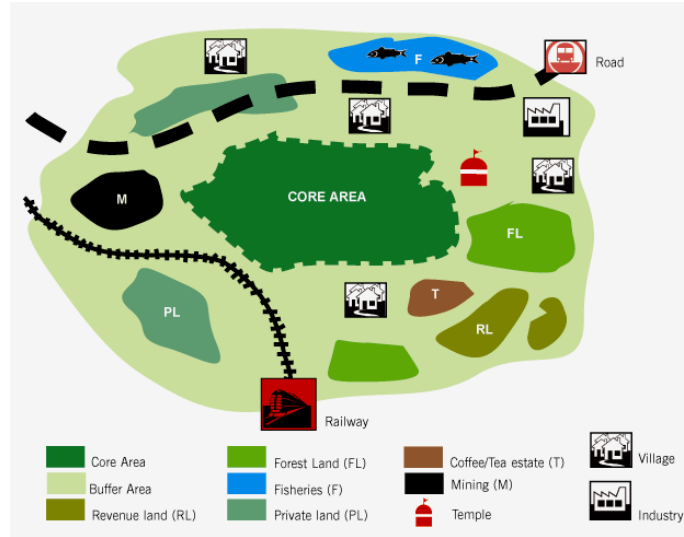 F
Road
M
CORE AREA
FL
T
PL
RL
Railway
Core Area
Forest Land (FL)
Coffee/Tea estate (T)
Village
Buffer Area
Fisheries (F)
Mining (M)
Revenue land (RL)
Private land (PL)
Temple
Industry